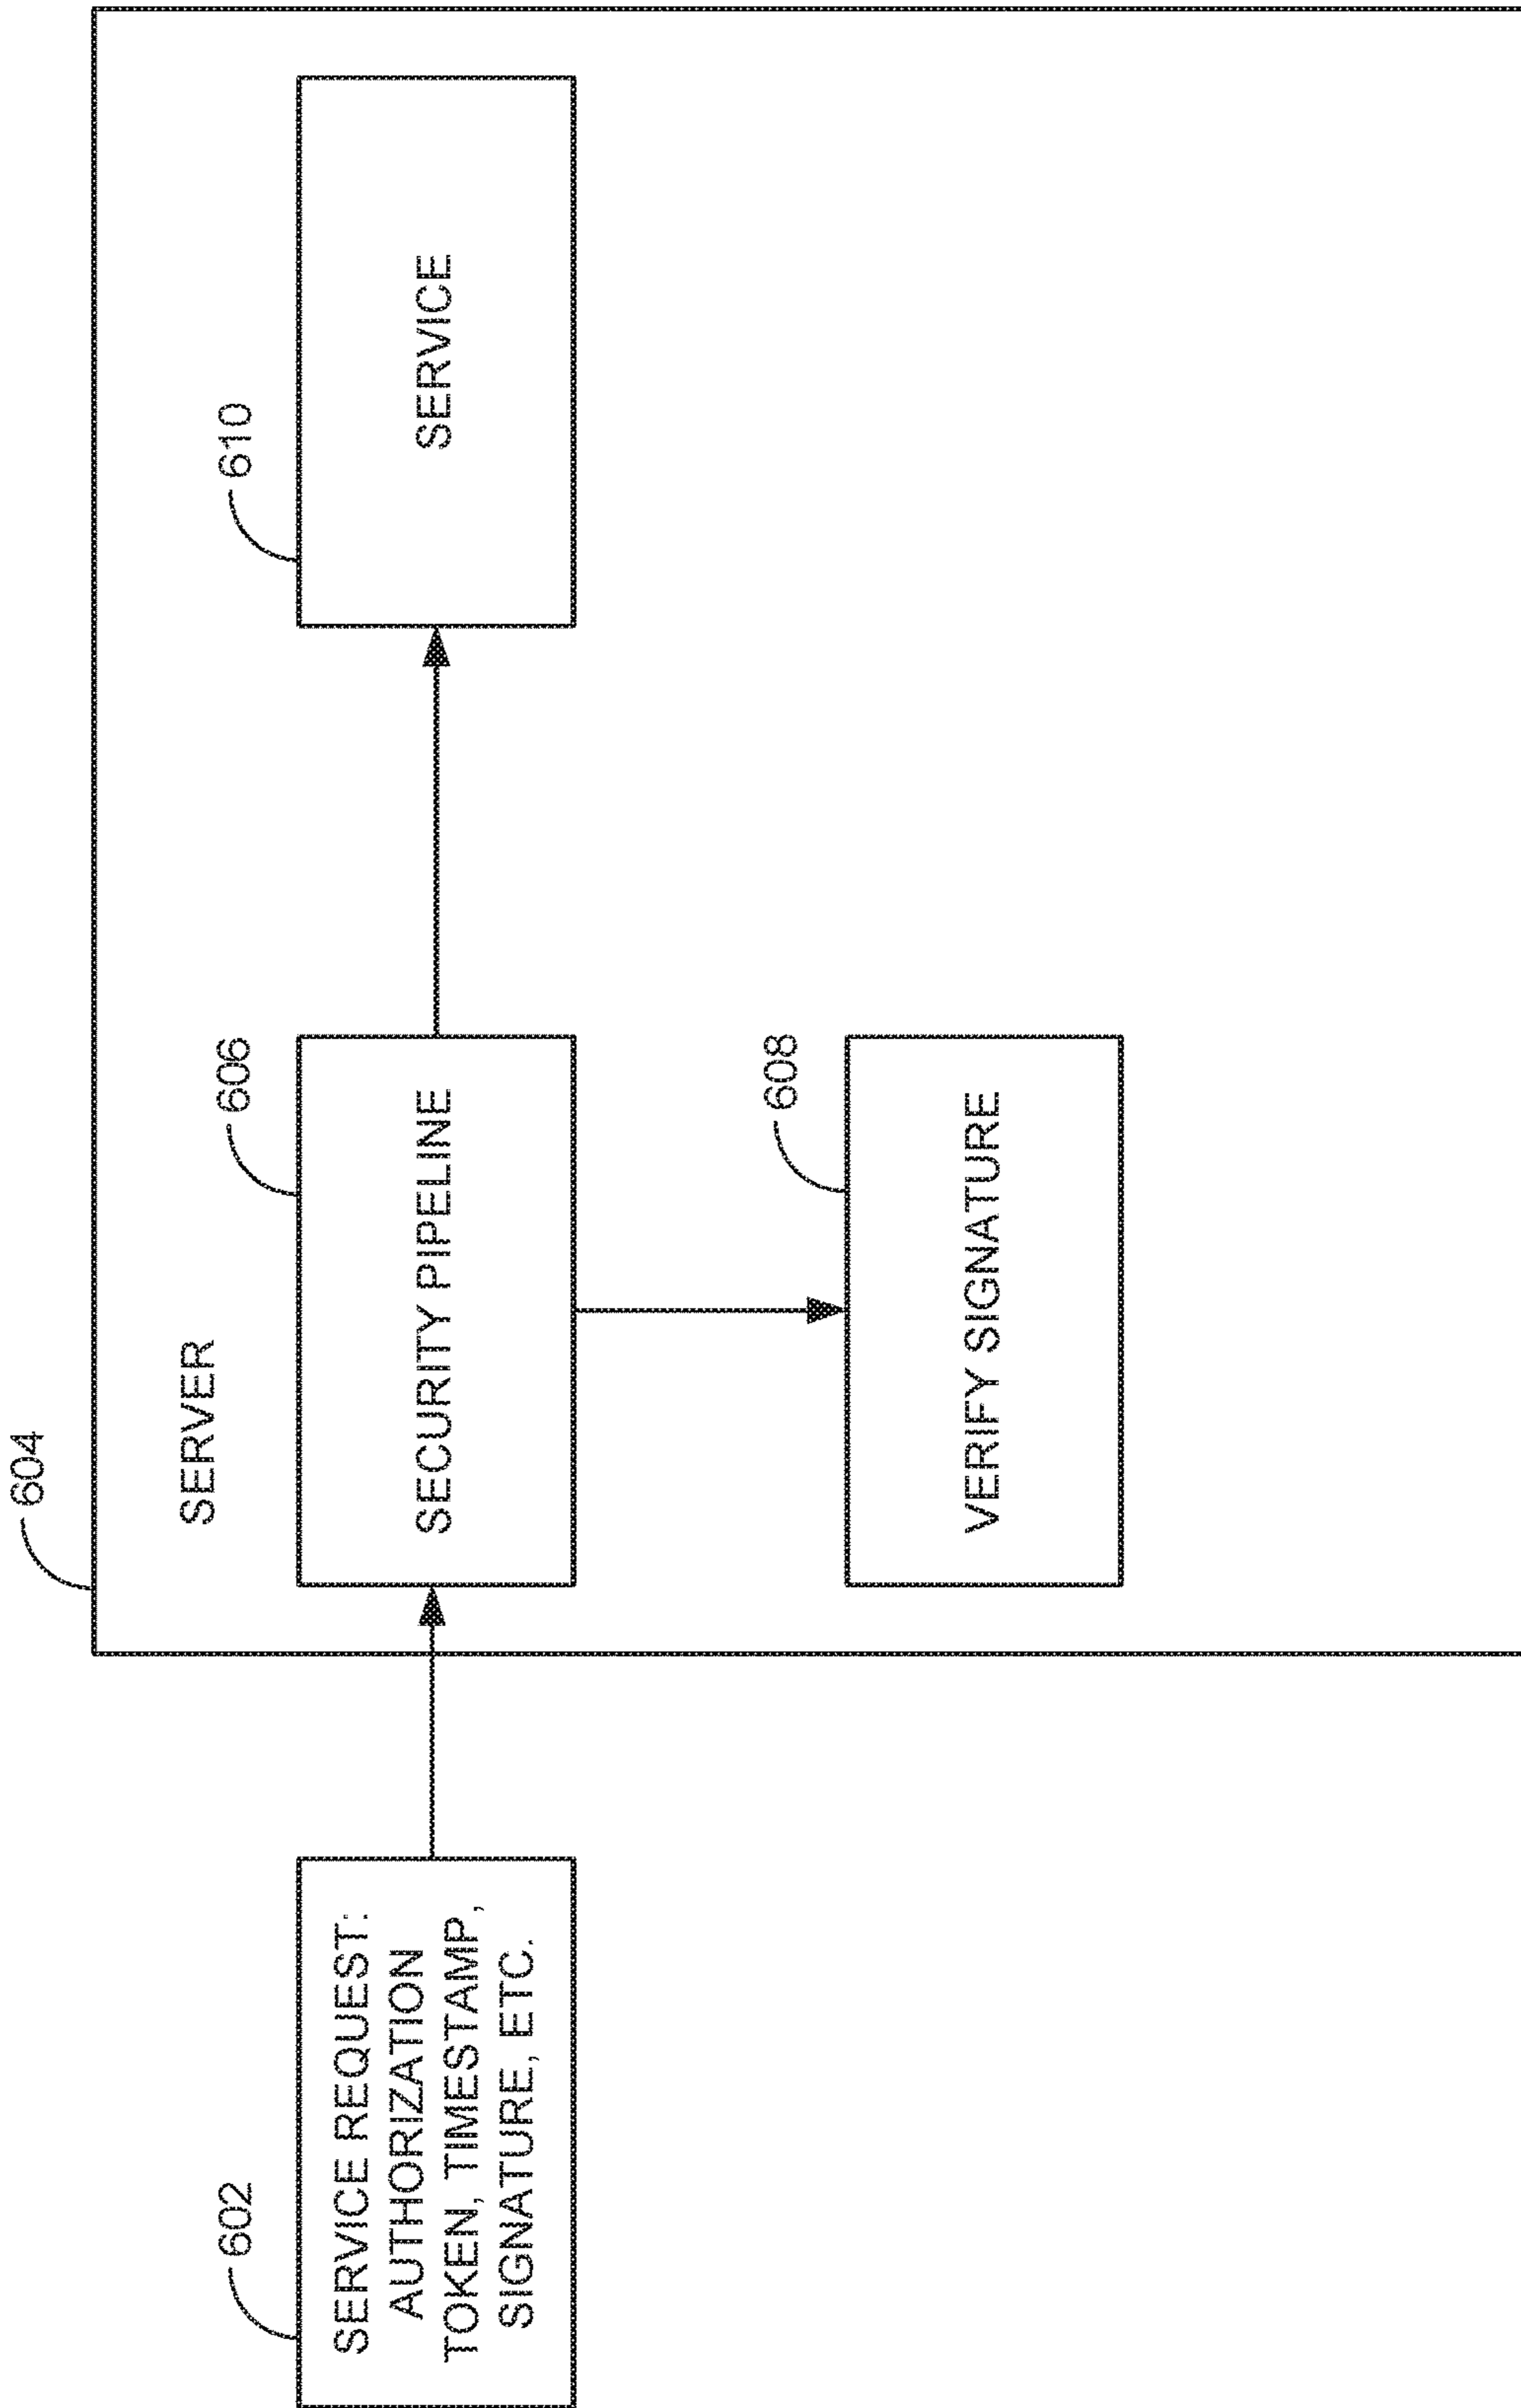 604
SERVER
602
SERVICE REQUEST:
AUTHORIZATION
TOKEN, TIMESTAMP,
SIGNATURE, ETC.
606
SECURITY PIPELINE
610
SERVICE
608
VERIFY SIGNATURE